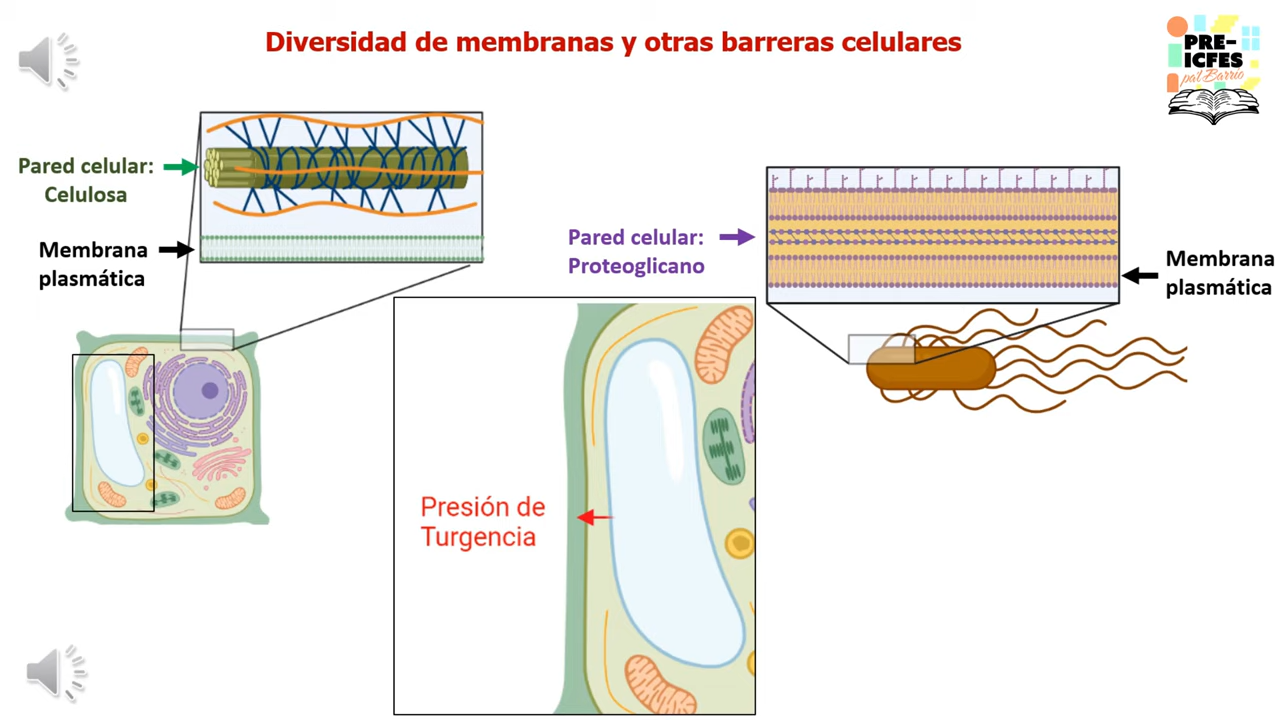 Diversidad de membranas y otras barreras celulares
PRE-
ICFES
pa'l Barrio
Pared celular:
Celulosa
Membrana
plasmática
Pared celular:
Proteoglicano
Membrana
plasmática
Presión de
Turgencia